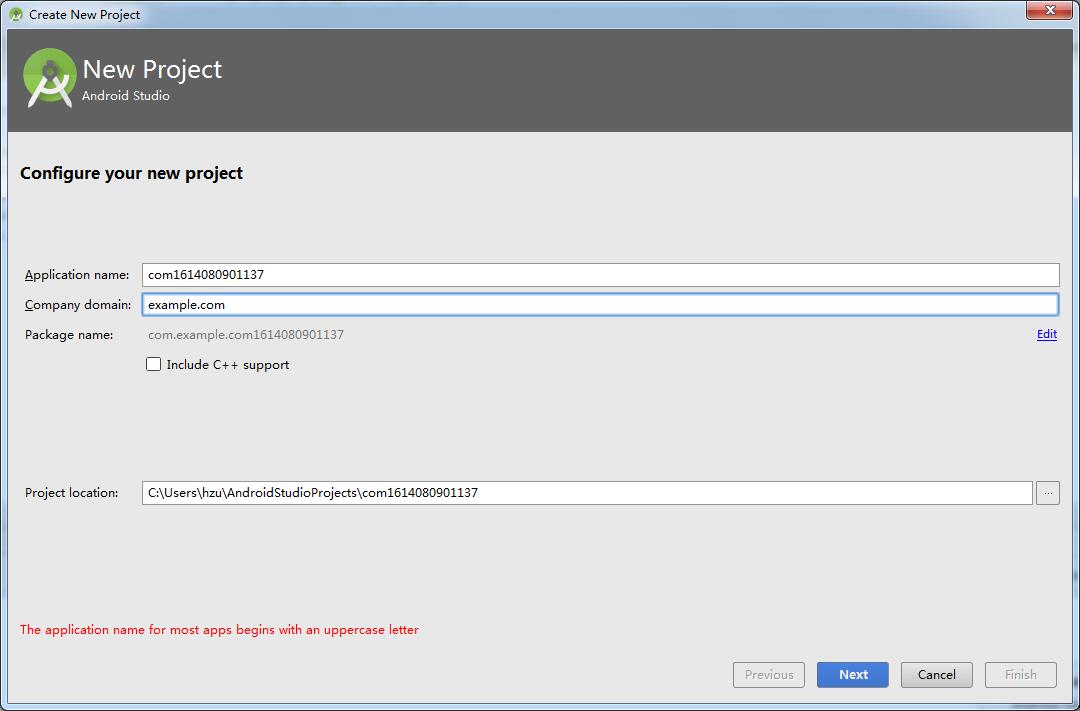 Create New Project
New Project
Android Studio
Configure your new project
Application name: com1614080901137
Company domain: example.com
Package name: com.example.com1614080901137 Edit
Include C++ support
Project location: C:\Users\hzu\AndroidStudioProjects\com1614080901137 ...
The application name for most apps begins with an uppercase letter
Previous Next Cancel Finish